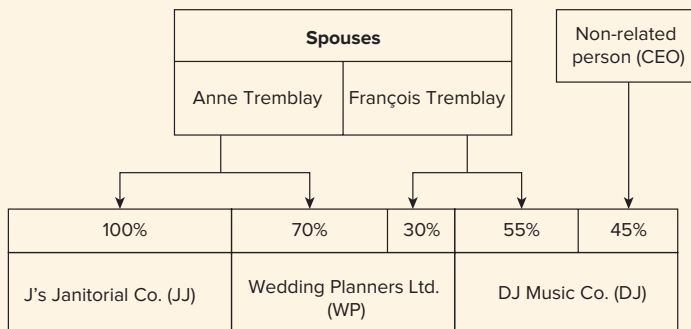 Spouses
Anne Tremblay
François Tremblay
Non-related
person (CEO)
100%
70%
30%
55%
45%
J's Janitorial Co. (JJ)
Wedding Planners Ltd.
(WP)
DJ Music Co. (DJ)